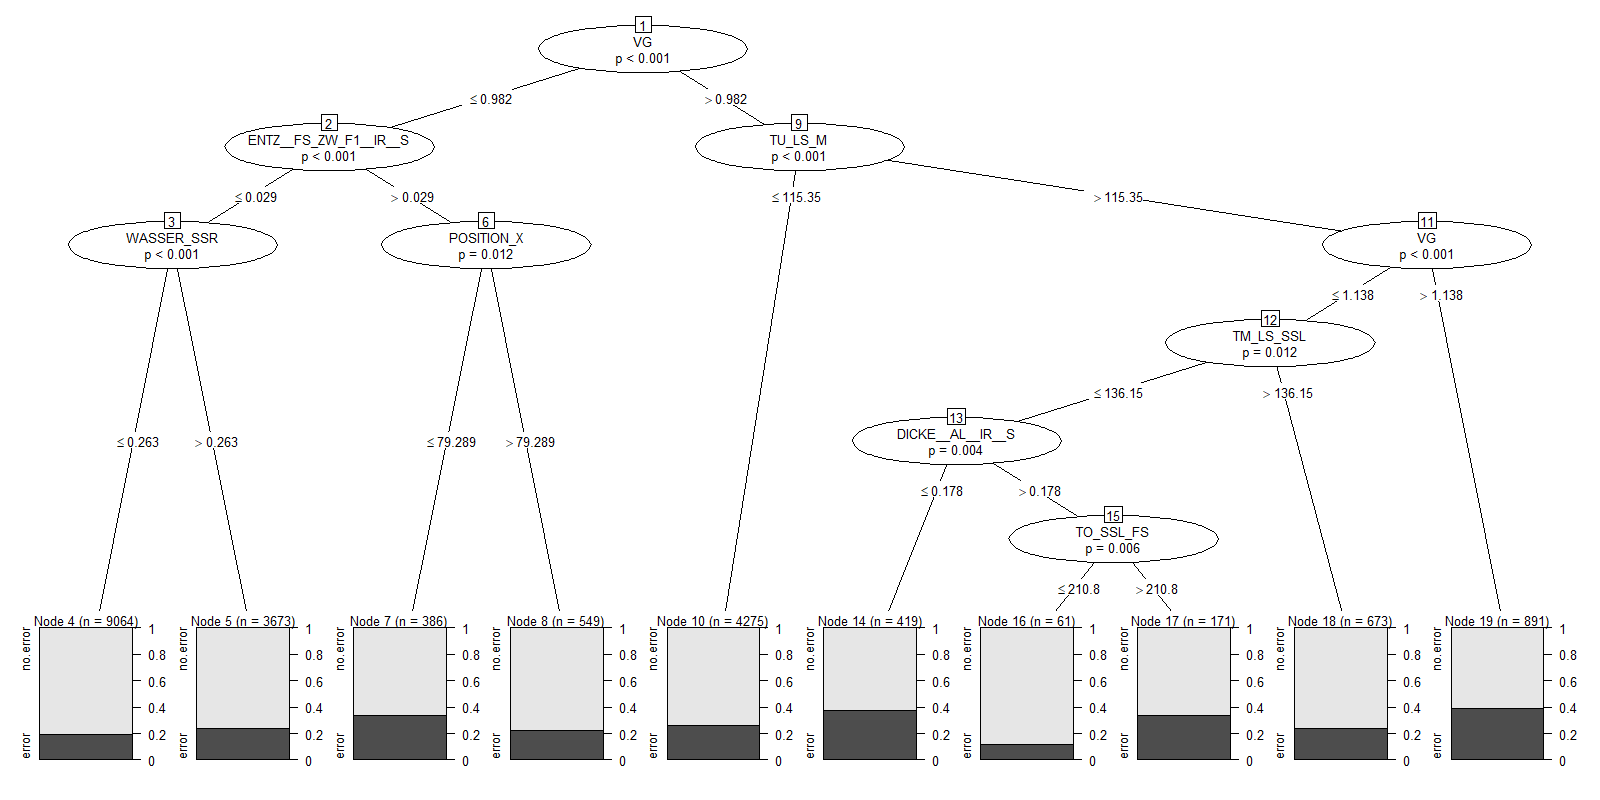 1
VG
p < 0.001
≤ 0.982
> 0.982
2
ENTZ__FS_ZW_F1__IR__S
p < 0.001
9
TU_LS_M
p < 0.001
≤ 0.029
> 0.029
≤ 115.35
> 115.35
3
WASSER_SSR
p < 0.001
6
POSITION_X
p = 0.012
11
VG
p < 0.001
≤ 1.138
> 1.138
12
TM_LS_SSL
p = 0.012
≤ 136.15
> 136.15
13
DICKE__AL__IR__S
p = 0.004
≤ 0.263
> 0.263
≤ 79.289
> 79.289
≤ 0.178
> 0.178
15
TO_SSL_FS
p = 0.006
≤ 210.8
> 210.8
Node 4 (n = 9064)
error
no.error
0
0.2
0.4
0.6
0.8
1
Node 5 (n = 3673)
error
no.error
0
0.2
0.4
0.6
0.8
1
Node 7 (n = 386)
error
no.error
0
0.2
0.4
0.6
0.8
1
Node 8 (n = 549)
error
no.error
0
0.2
0.4
0.6
0.8
1
Node 10 (n = 4275)
error
no.error
0
0.2
0.4
0.6
0.8
1
Node 14 (n = 419)
error
no.error
0
0.2
0.4
0.6
0.8
1
Node 16 (n = 61)
error
no.error
0
0.2
0.4
0.6
0.8
1
Node 17 (n = 171)
error
no.error
0
0.2
0.4
0.6
0.8
1
Node 18 (n = 673)
error
no.error
0
0.2
0.4
0.6
0.8
1
Node 19 (n = 891)
error
no.error
0
0.2
0.4
0.6
0.8
1